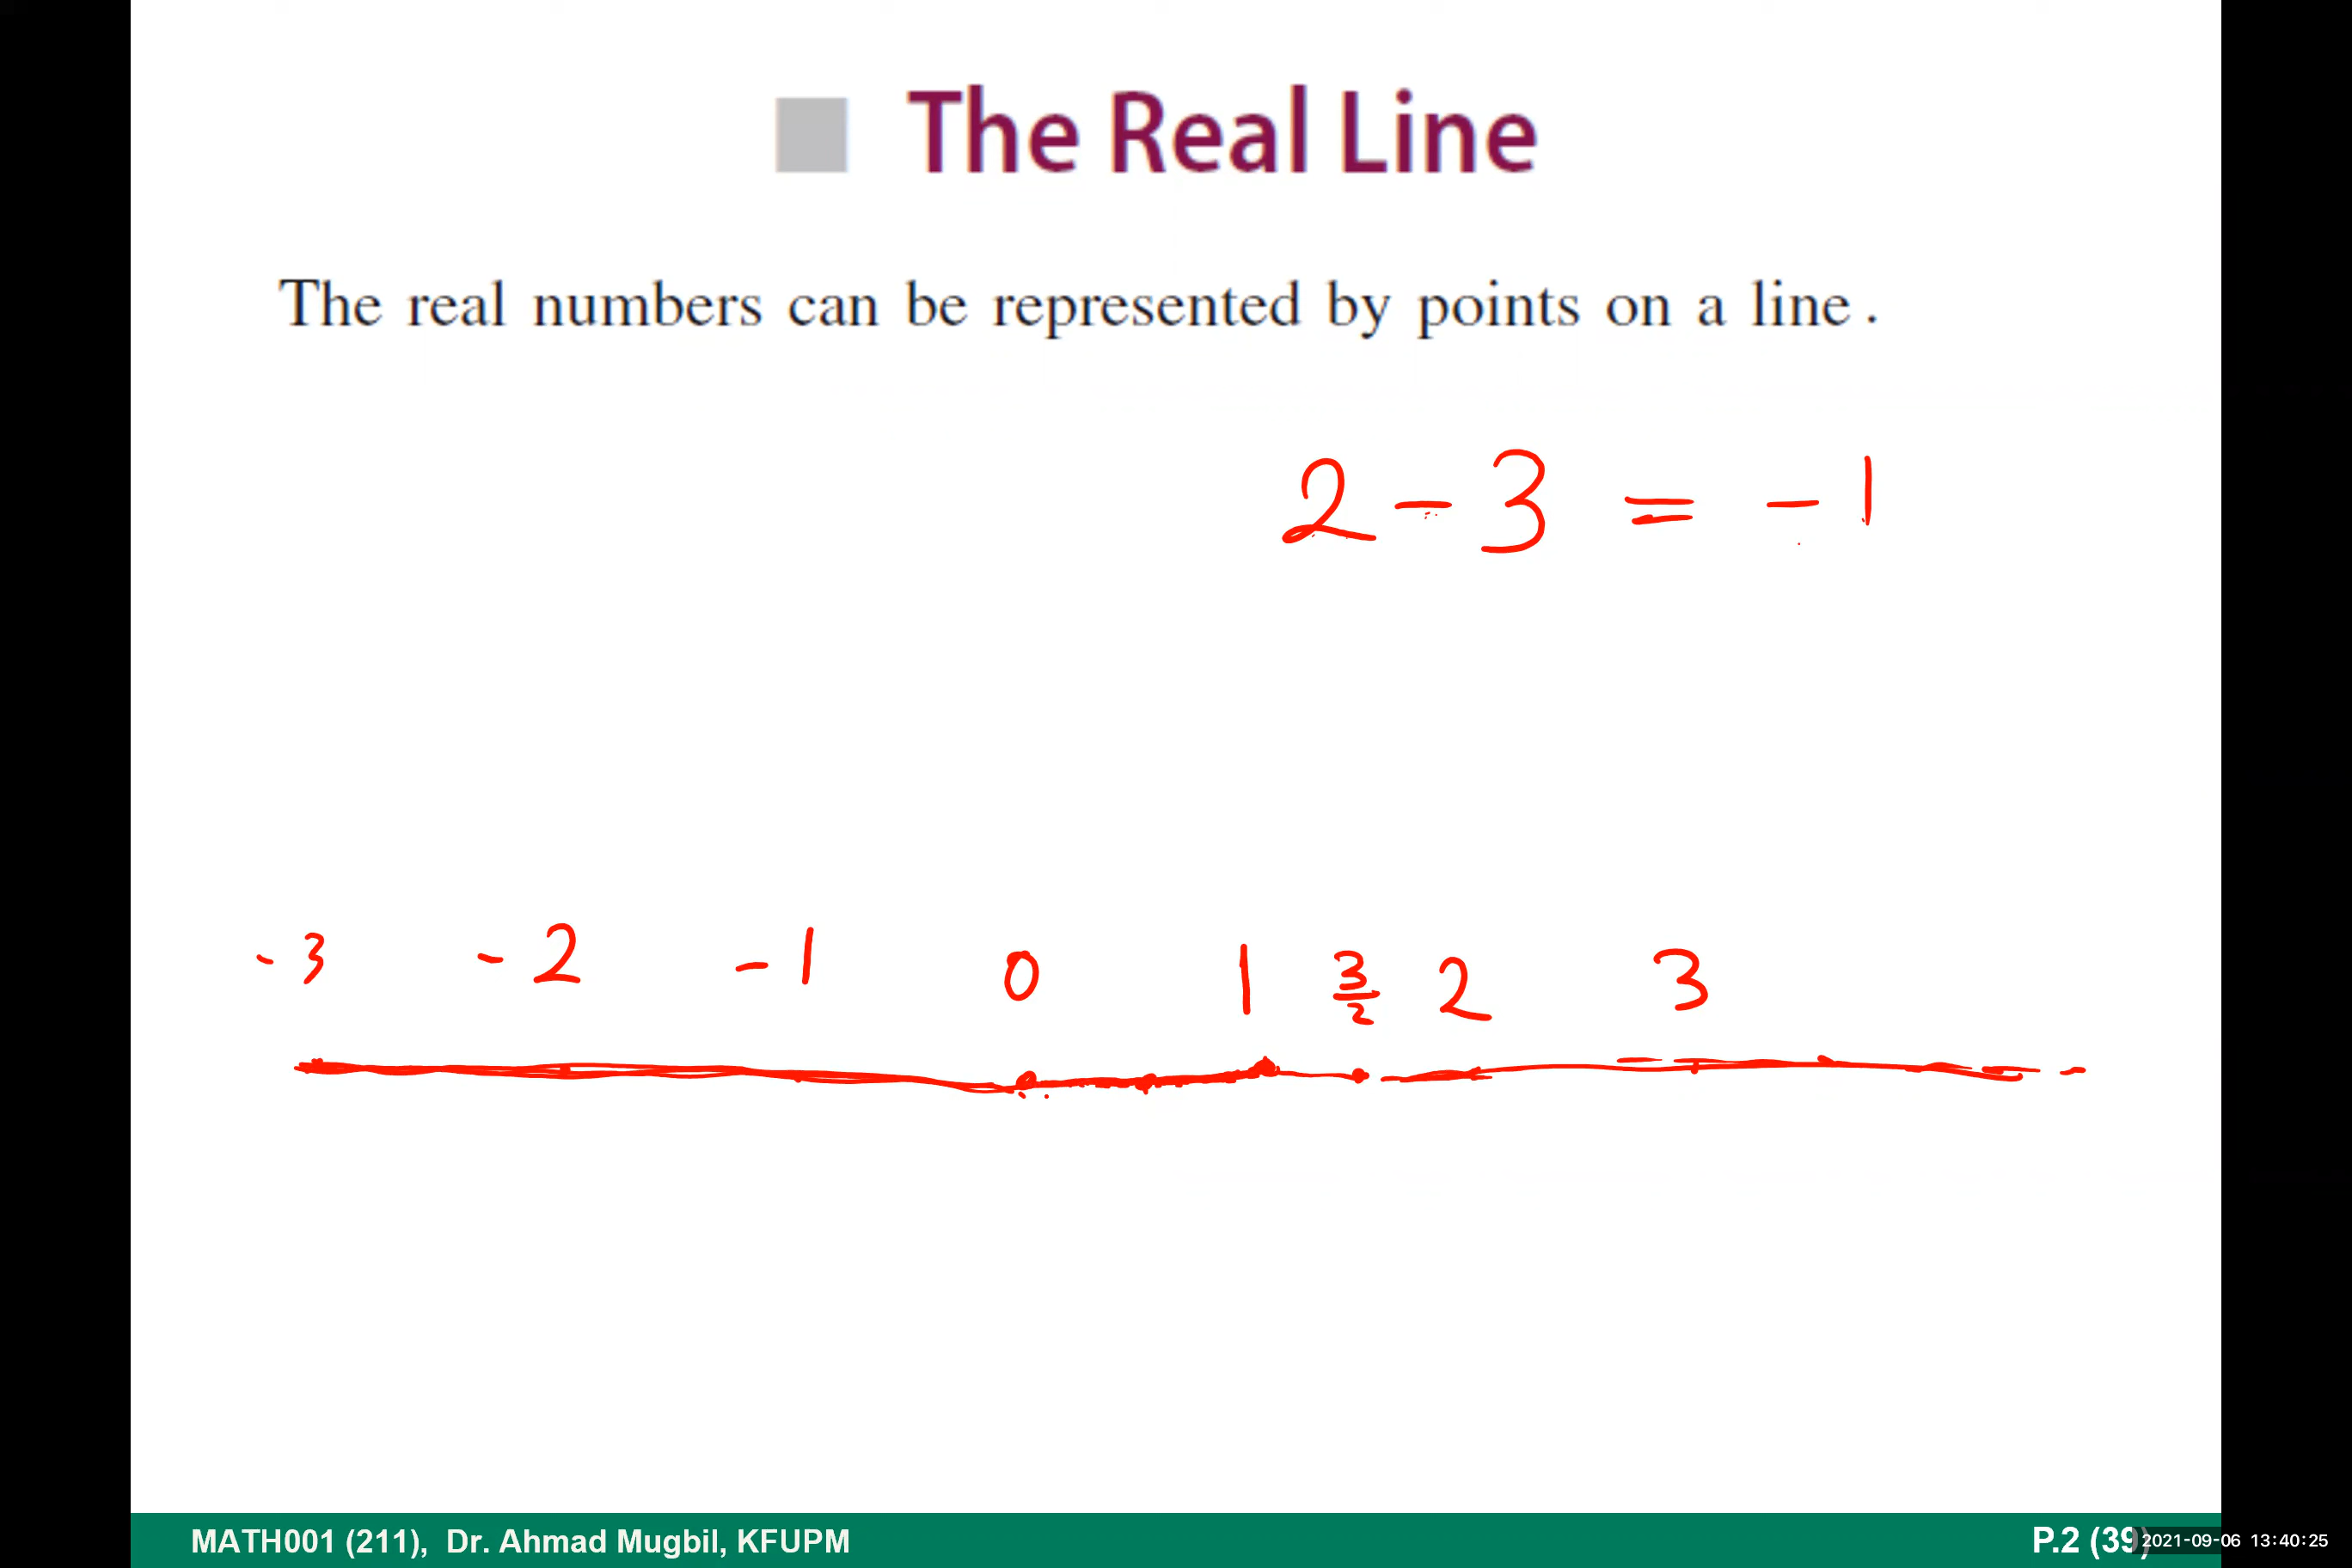 The Real Line
The real numbers can be represented by points on a line.
2 - 3 = - 1
-3 -2 -1 0 1 3/2 2 3
MATH001 (211), Dr. Ahmad Mugbil, KFUPM P.2 (39) 2021-09-06 13:40:25